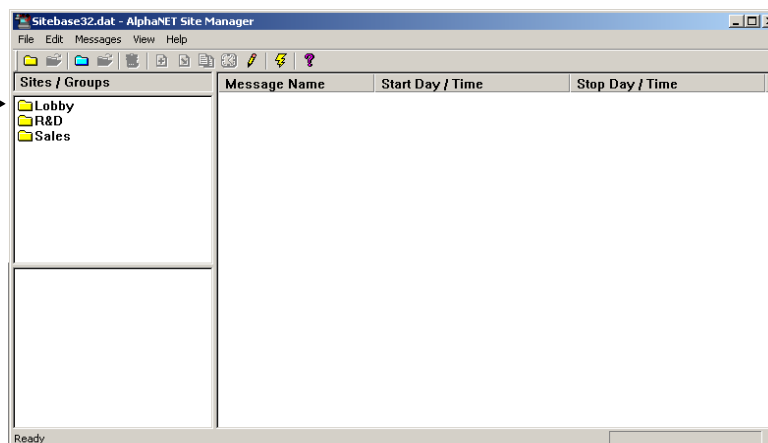 Sitebase32.dat - AlphaNET Site Manager
File Edit Messages View Help
Sites / Groups
Message Name Start Day / Time Stop Day / Time
Lobby
R&D
Sales
Ready